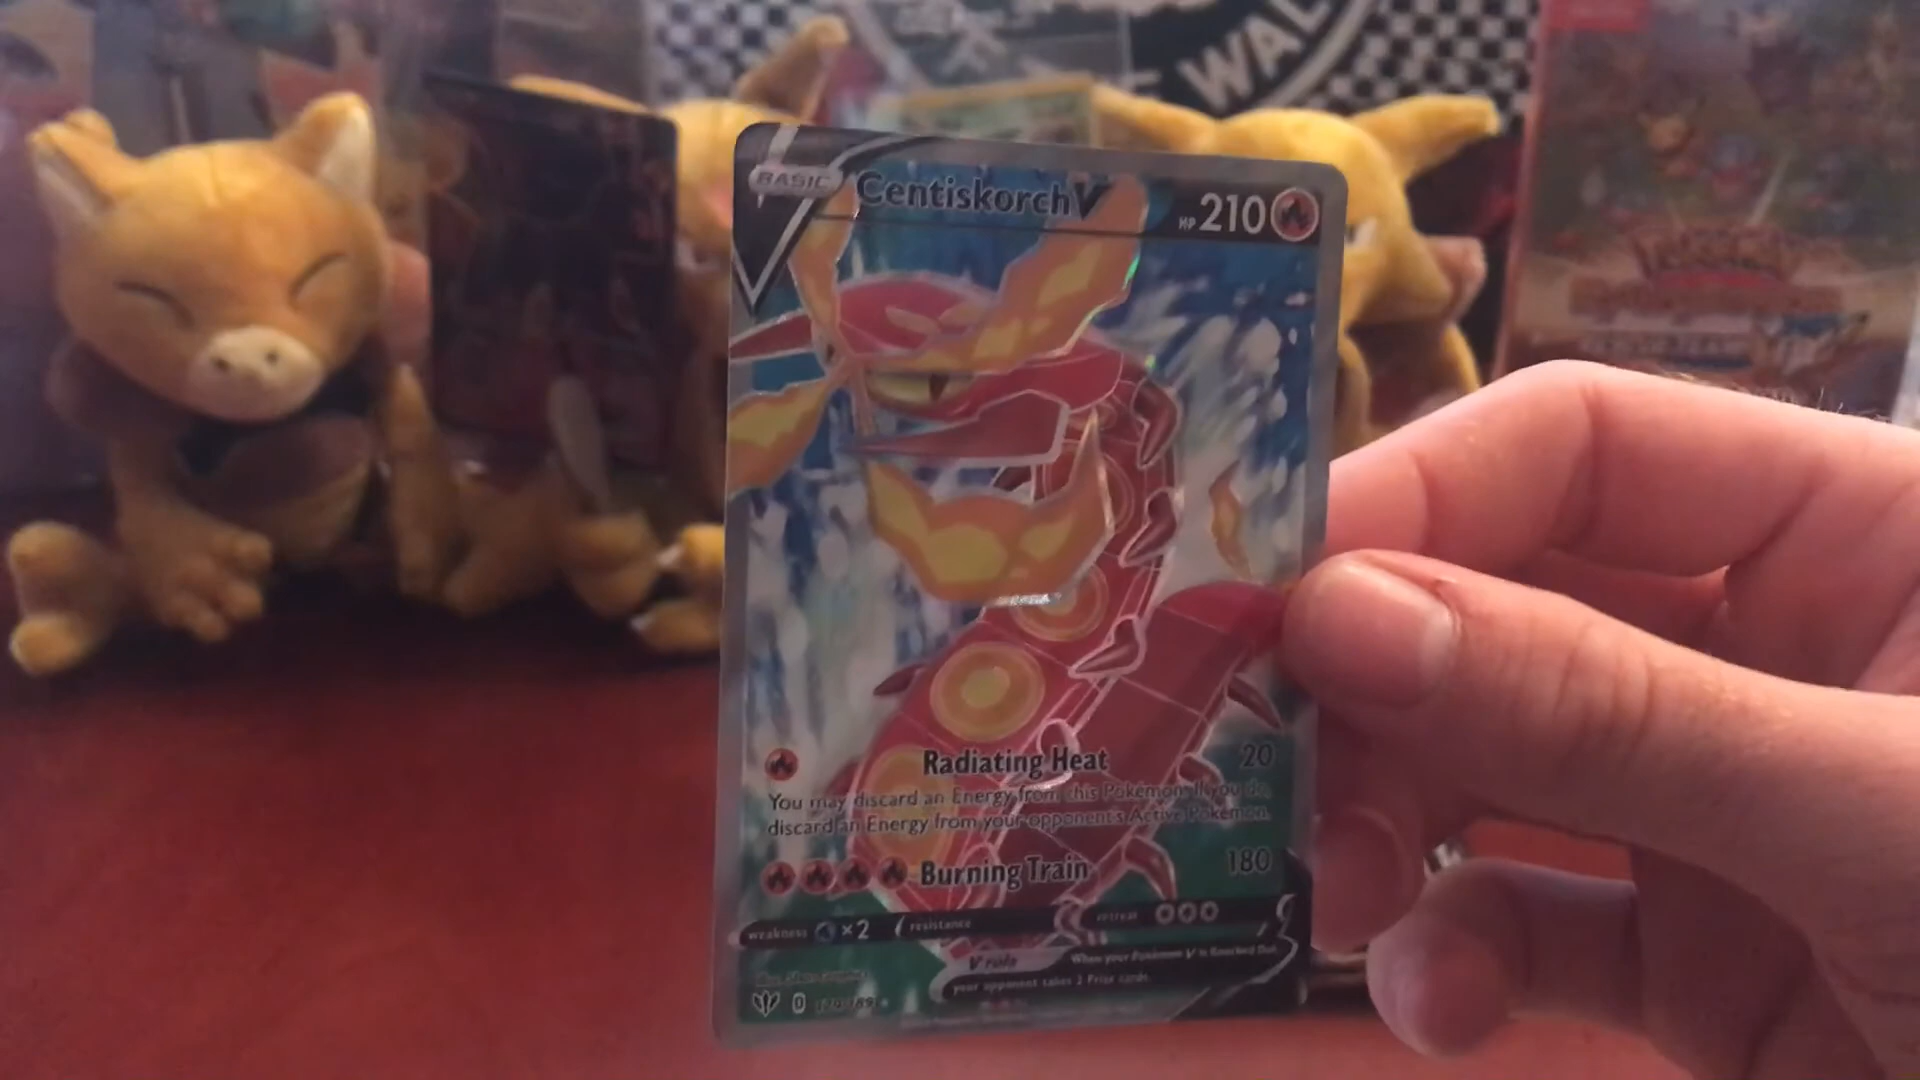 WAL
BASIC
Centiskorch V
HP 210
Radiating Heat 20
You may discard an Energy from this Pokémon. If you do,
discard an Energy from your opponent's Active Pokémon.
Burning Train 180
weakness ×2 resistance retreat
V rule When your Pokémon V is Knocked Out,
your opponent takes 2 Prize cards.
D